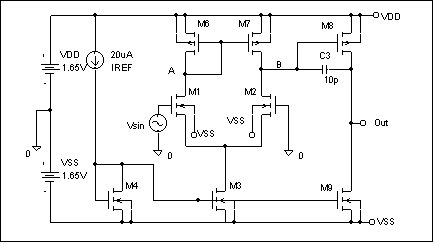 M6
M7
M8
VDD
VDD
1.65V
20uA
IREF
C3
10p
A
B
M1
M2
VSS
VSS
Vsin
Out
0
0
0
VSS
1.65V
M4
M3
M9
VSS